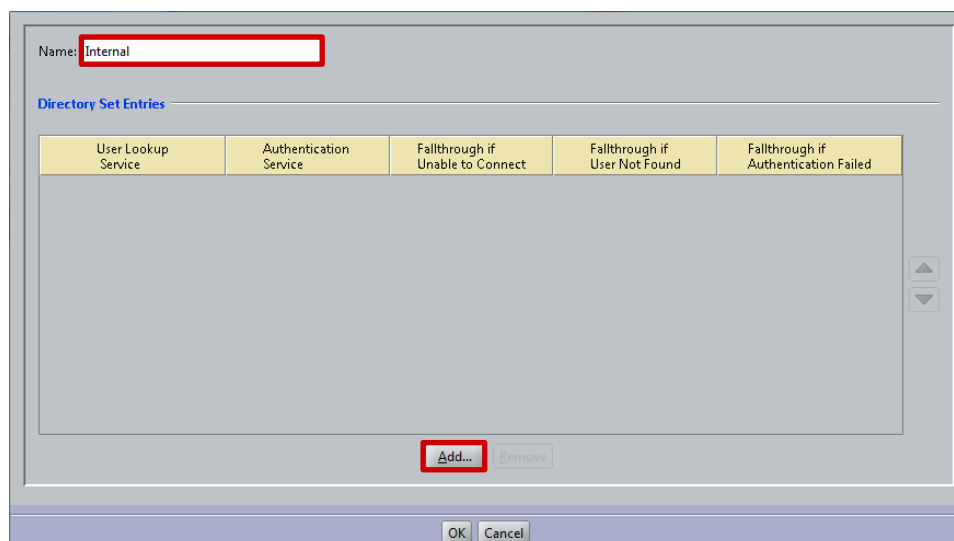 Name: Internal
Directory Set Entries
User Lookup Service
Authentication Service
Fallthrough if Unable to Connect
Fallthrough if User Not Found
Fallthrough if Authentication Failed
Add... Remove
OK Cancel